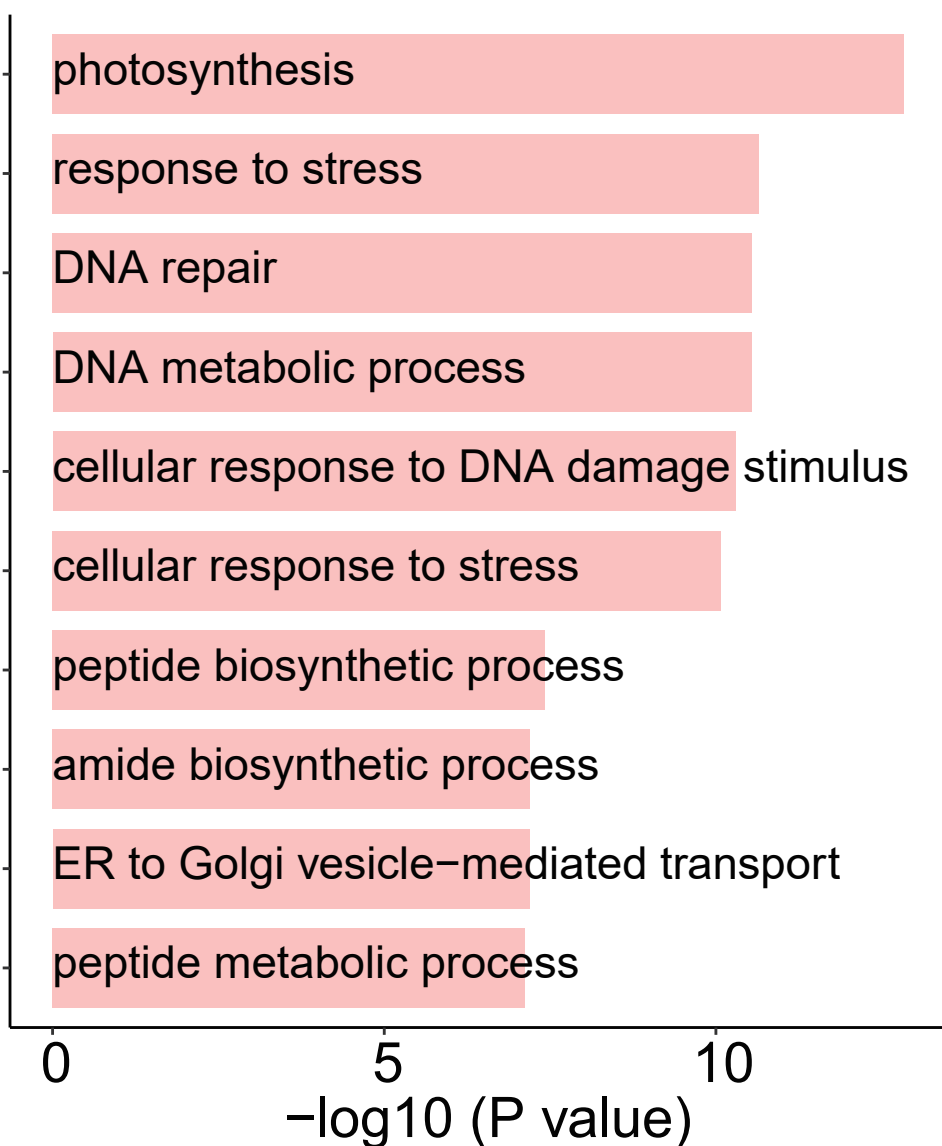 photosynthesis
response to stress
DNA repair
DNA metabolic process
cellular response to DNA damage stimulus
cellular response to stress
peptide biosynthetic process
amide biosynthetic process
ER to Golgi vesicle−mediated transport
peptide metabolic process
0 5 10
−log10 (P value)